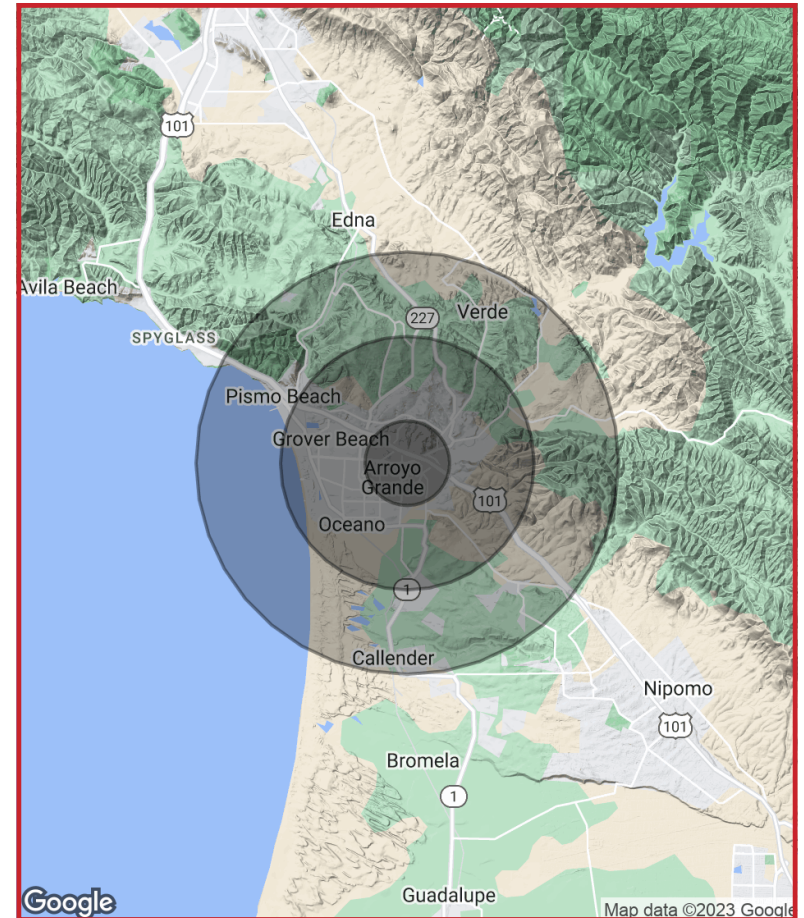 101
Edna
Avila Beach
Verde
227
SPYGLASS
Pismo Beach
Grover Beach
Arroyo
Grande
101
Oceano
1
Callender
Nipomo
101
Bromela
1
Guadalupe
Google
Map data ©2023 Google